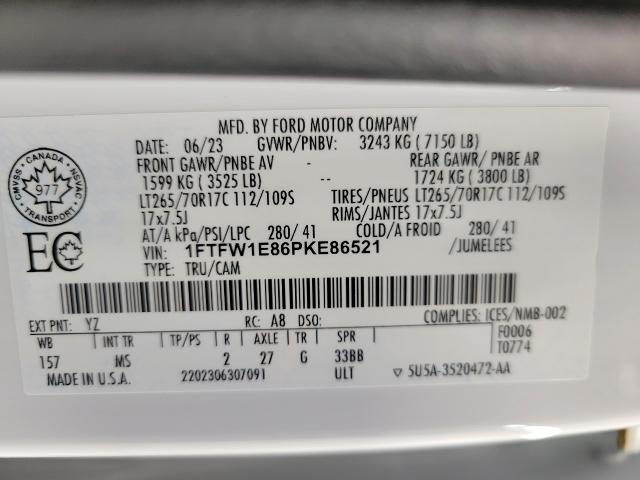 MFD. BY FORD MOTOR COMPANY
DATE: 06/23 GVWR/PNBV: 3243 KG ( 7150 LB)
FRONT GAWR/PNBE AV - REAR GAWR/ PNBE AR
1599 KG ( 3525 LB) -- 1724 KG ( 3800 LB)
LT265/70R17C 112/109S TIRES/PNEUS LT265/70R17C 112/109S
17x7.5J RIMS/JANTES 17x7.5J
AT/A kPa/PSI/LPC 280/ 41 COLD/A FROID 280/ 41
VIN: 1FTFW1E86PKE86521 /JUMELEES
TYPE: TRU/CAM
CANADA
CMVSS NSVAC
977
TRANSPORT
EC
EXT PNT: YZ RC: A8 DSO: COMPLIES: ICES/NMB-002
WB INT TR TP/PS R AXLE TR SPR F0006
157 MS 2 27 G 33BB T0774
MADE IN U.S.A. 2202306307091 ULT ▽ 5U5A-3520472-AA